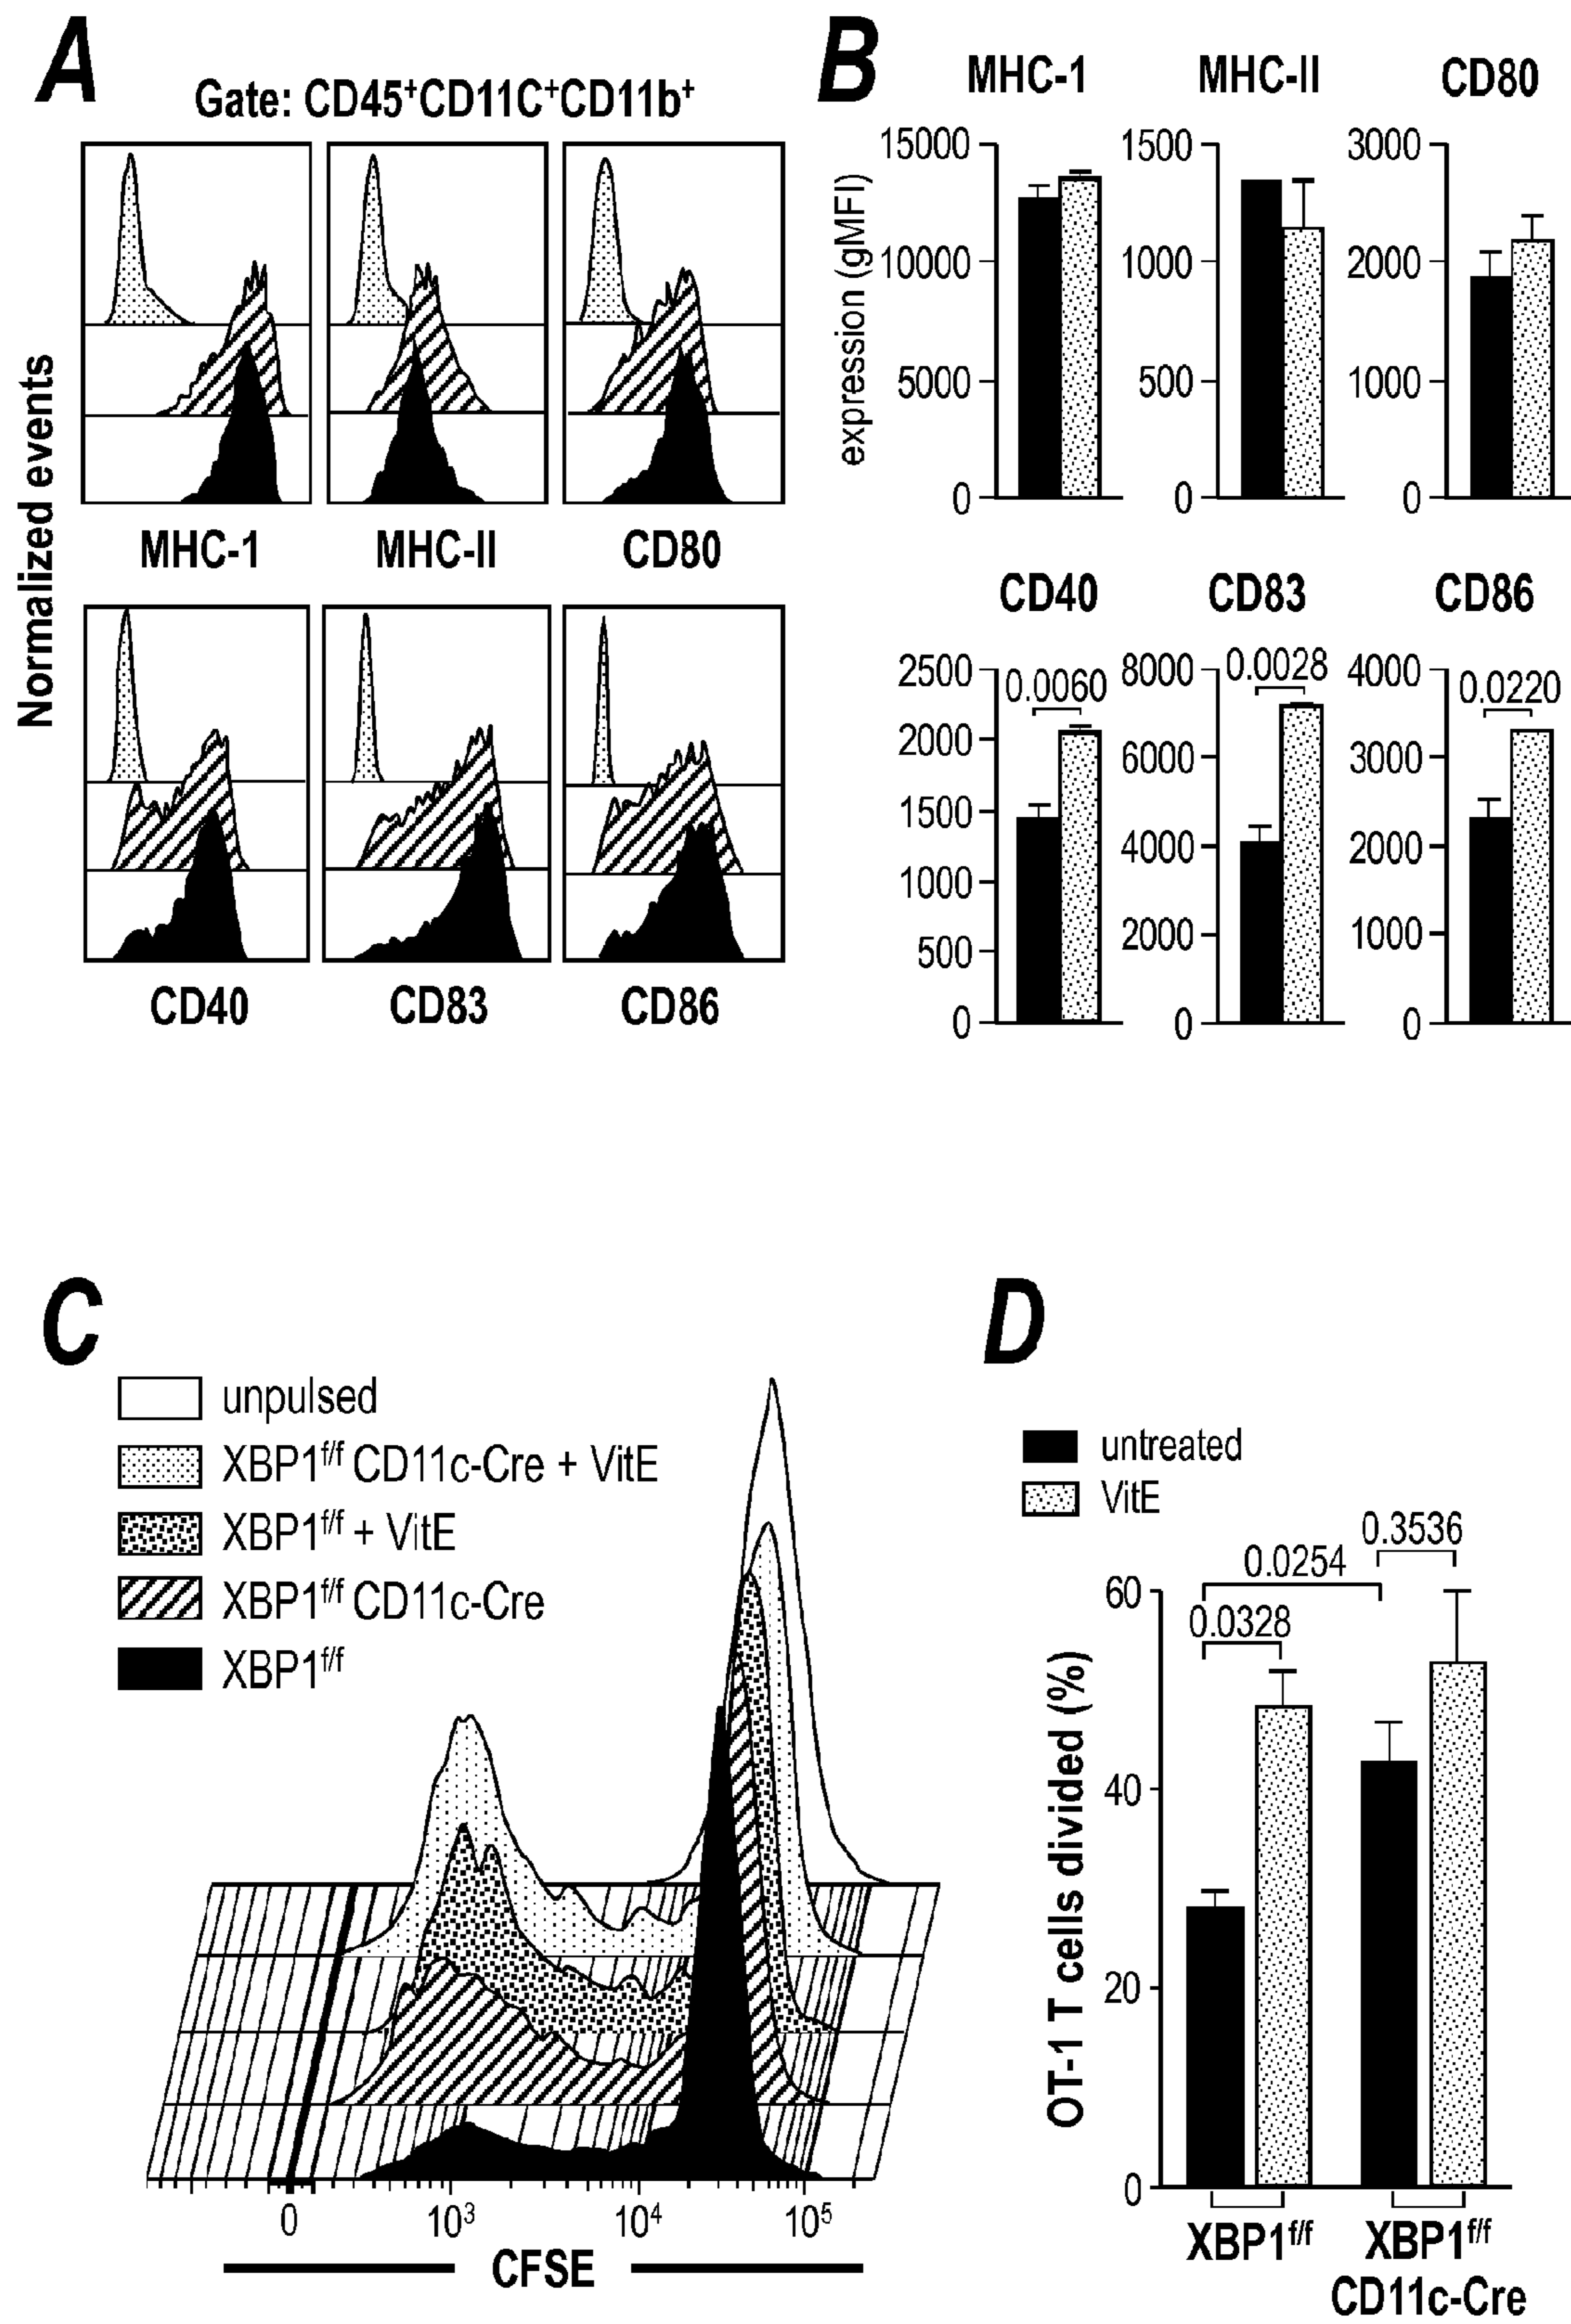 A
Gate: CD45⁺CD11C⁺CD11b⁺
Normalized events
MHC-1
MHC-II
CD80
CD40
CD83
CD86
B
expression (gMFI)
MHC-1
15000
10000
5000
0
MHC-II
1500
1000
500
0
CD80
3000
2000
1000
0
CD40
2500
2000
1500
1000
500
0
0.0060
CD83
8000
6000
4000
2000
0
0.0028
CD86
4000
3000
2000
1000
0
0.0220
C
unpulsed
XBP1f/f CD11c-Cre + VitE
XBP1f/f + VitE
XBP1f/f CD11c-Cre
XBP1f/f
0 10³ 10⁴ 10⁵
CFSE
D
untreated
VitE
0.3536
0.0254
0.0328
OT-1 T cells divided (%)
60
40
20
0
XBP1f/f
XBP1f/f
CD11c-Cre